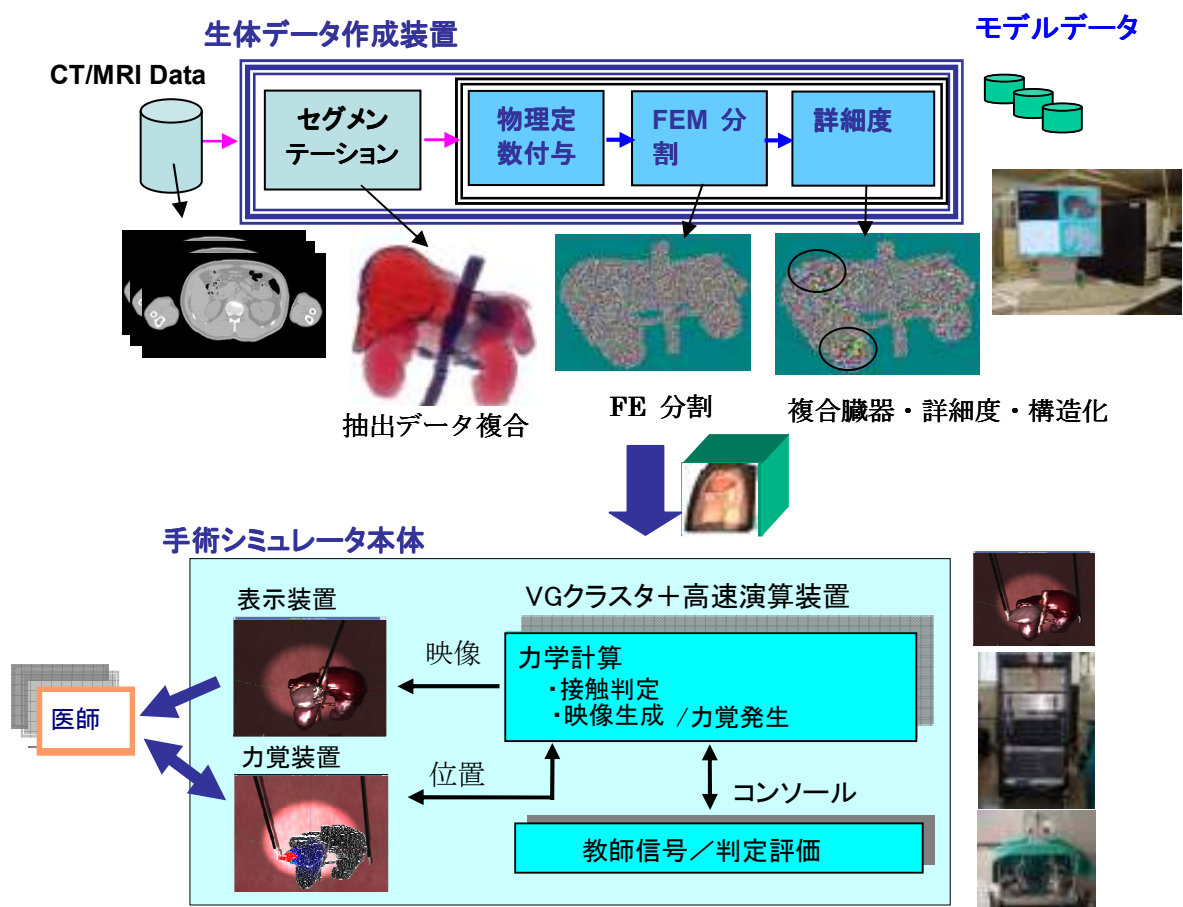 生体データ作成装置
モデルデータ
CT/MRI Data
セグメン
テーション
物理定
数付与
FEM 分
割
詳細度
抽出データ複合
FE 分割
複合臓器・詳細度・構造化
手術シミュレータ本体
表示装置
VGクラスタ＋高速演算装置
映像
力学計算
・接触判定
・映像生成 /力覚発生
医師
力覚装置
位置
コンソール
教師信号／判定評価